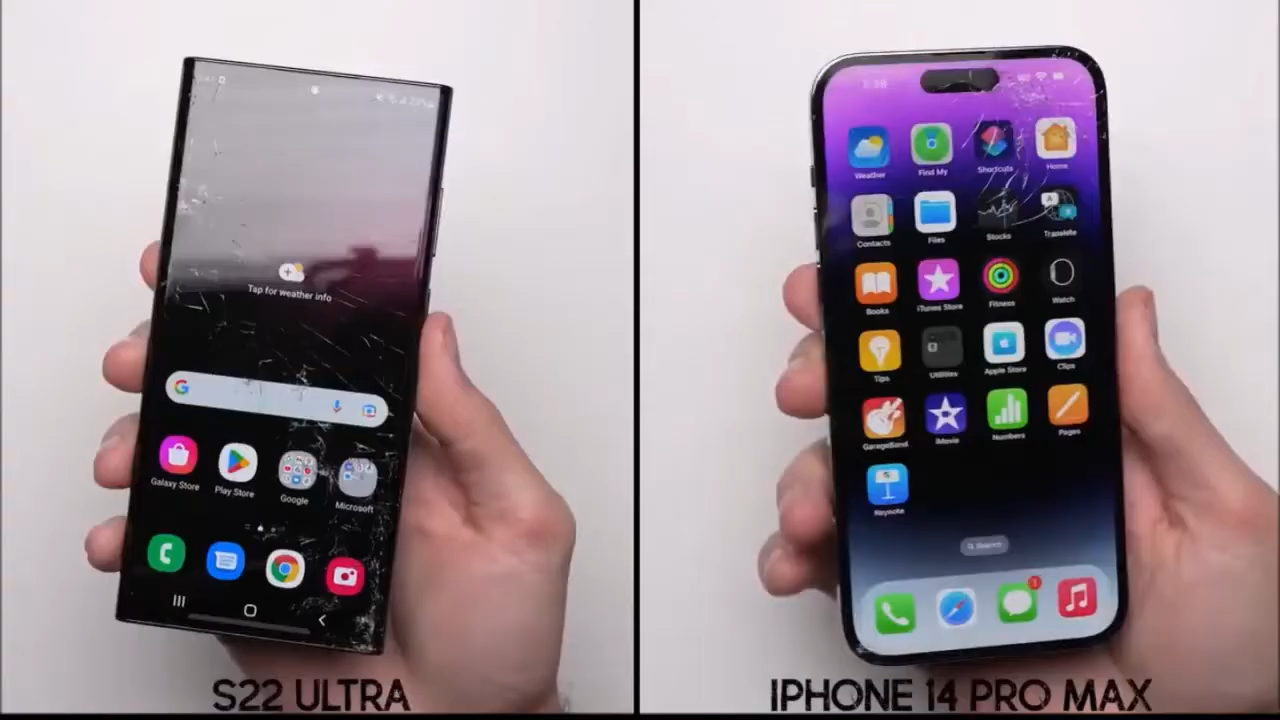 Tap for weather info
G
Galaxy Store
Play Store
Google
Microsoft
S22 ULTRA
Weather
Find My
Shortcuts
Home
Contacts
Files
Stocks
Translate
Books
iTunes Store
Fitness
Watch
Tips
Utilities
Apple Store
Clips
GarageBand
iMovie
Numbers
Pages
Keynote
Search
1
IPHONE 14 PRO MAX